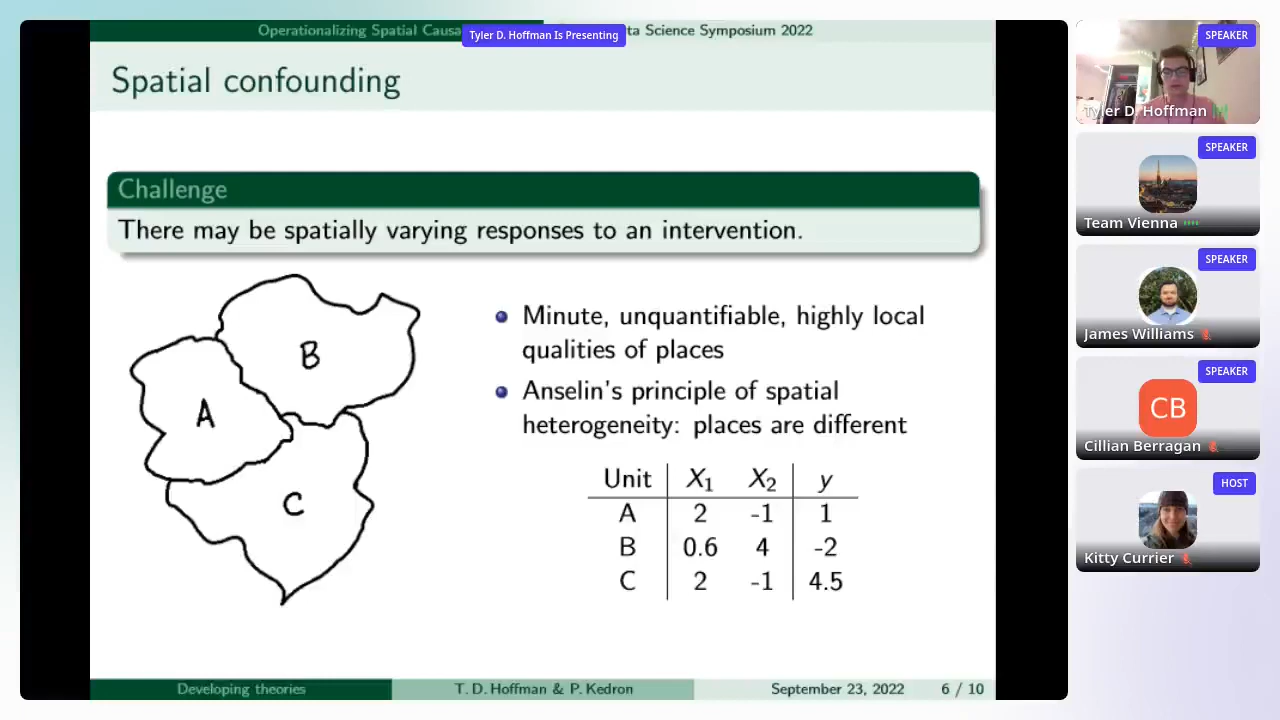 Operationalizing Spatial Causa
Tyler D. Hoffman Is Presenting
ta Science Symposium 2022
Spatial confounding
Challenge
There may be spatially varying responses to an intervention.
A
B
C
Minute, unquantifiable, highly local
qualities of places
Anselin's principle of spatial
heterogeneity: places are different
Unit X₁ X₂ y
A 2 -1 1
B 0.6 4 -2
C 2 -1 4.5
Developing theories
T. D. Hoffman & P. Kedron
September 23, 2022 6 / 10
SPEAKER
Tyler D. Hoffman
SPEAKER
Team Vienna
SPEAKER
James Williams
SPEAKER
CB
Cillian Berragan
HOST
Kitty Currier